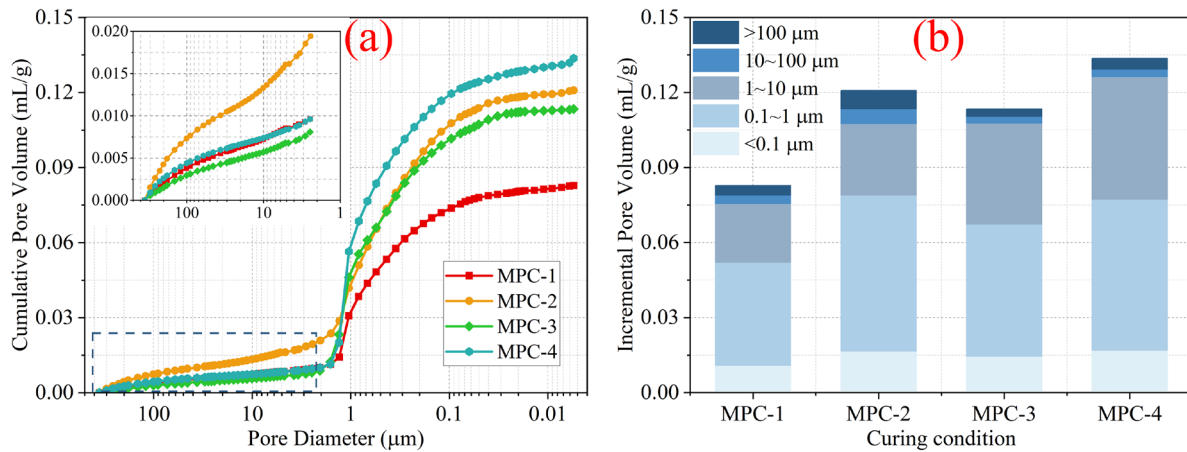 (a)
Cumulative Pore Volume (mL/g)
0.15
0.12
0.09
0.06
0.03
0.00
0.020
0.015
0.010
0.005
0.000
100
10
1
MPC-1
MPC-2
MPC-3
MPC-4
100
10
1
0.1
0.01
Pore Diameter (μm)
(b)
Incremental Pore Volume (mL/g)
0.15
0.12
0.09
0.06
0.03
0.00
>100 μm
10~100 μm
1~10 μm
0.1~1 μm
<0.1 μm
MPC-1
MPC-2
MPC-3
MPC-4
Curing condition